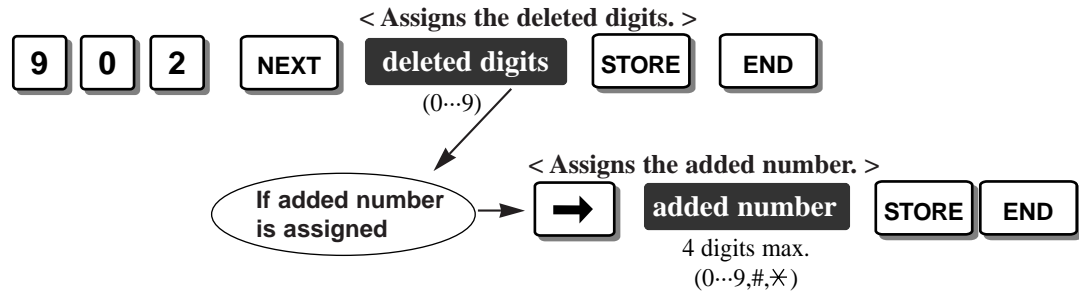 < Assigns the deleted digits. >
9 0 2 NEXT deleted digits STORE END
(0···9)
< Assigns the added number. >
If added number
is assigned
➞ added number STORE END
4 digits max.
(0···9,#,✳)